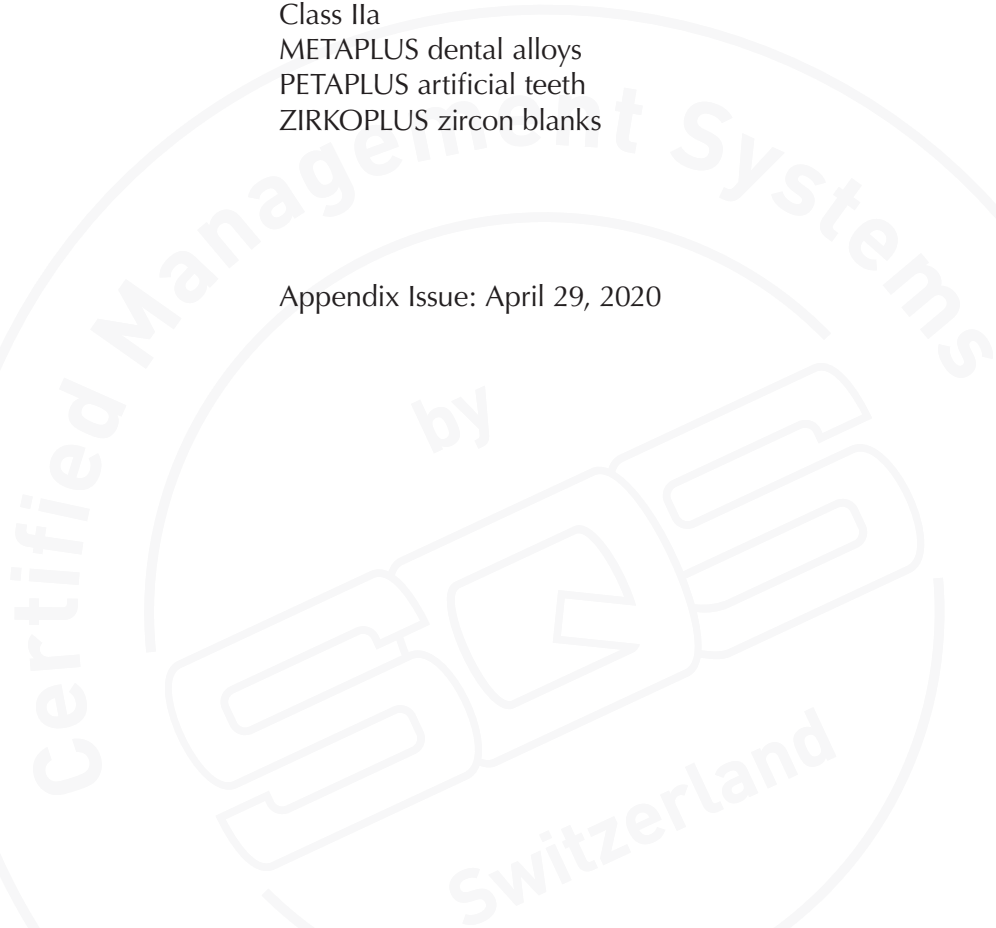 Class IIa
METAPLUS dental alloys
PETAPLUS artificial teeth
ZIRKOPLUS zircon blanks
Certified Management Systems
Appendix Issue: April 29, 2020
by
SQS
Switzerland